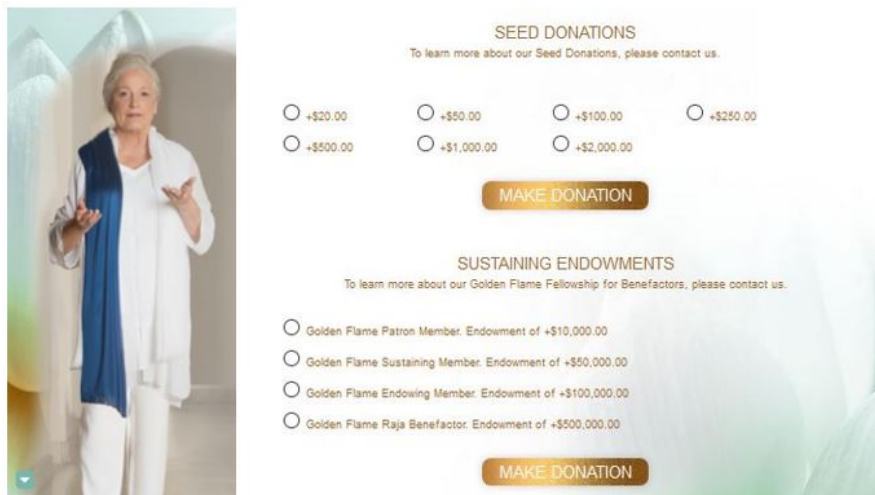 SEED DONATIONS
To learn more about our Seed Donations, please contact us.
+$20.00 +$50.00 +$100.00 +$250.00
+$500.00 +$1,000.00 +$2,000.00
MAKE DONATION
SUSTAINING ENDOWMENTS
To learn more about our Golden Flame Fellowship for Benefactors, please contact us.
Golden Flame Patron Member. Endowment of +$10,000.00
Golden Flame Sustaining Member. Endowment of +$50,000.00
Golden Flame Endowing Member. Endowment of +$100,000.00
Golden Flame Raja Benefactor. Endowment of +$500,000.00
MAKE DONATION